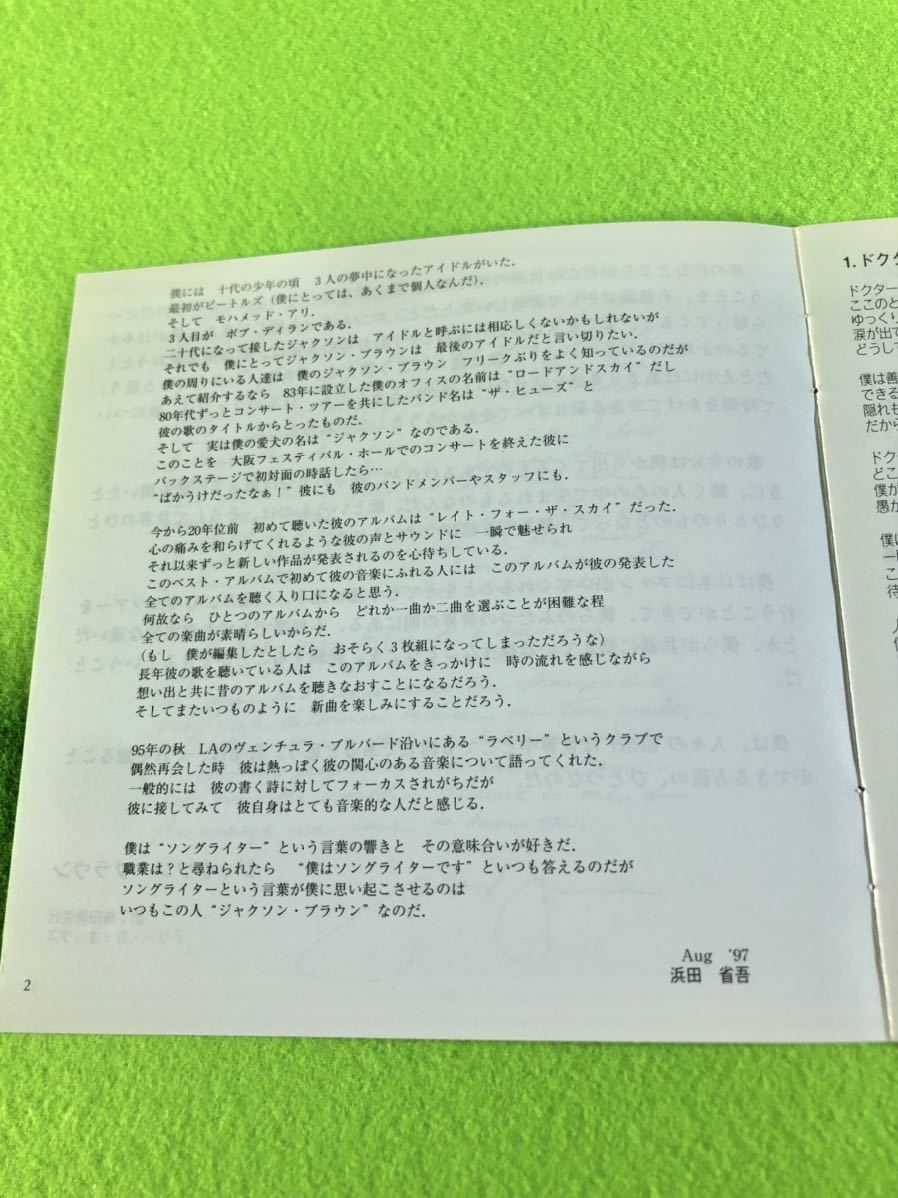 僕には　十代の少年の頃　3人の夢中になったアイドルがいた．
最初がビートルズ（僕にとっては、あくまで個人なんだ）．
そして　モハメッド・アリ．
3人目が　ボブ・ディランである．
二十代になって接したジャクソンは　アイドルと呼ぶには相応しくないかもしれないが
それでも　僕にとってジャクソン・ブラウンは　最後のアイドルだと言い切りたい．
僕の周りにいる人達は　僕のジャクソン・ブラウン　フリークぶりをよく知っているのだが
あえて紹介するなら　83年に設立した僕のオフィスの名前は“ロードアンドスカイ”だし
80年代ずっとコンサート・ツアーを共にしたバンド名は“ザ・ヒューズ”と
彼の歌のタイトルからとったものだ．
そして　実は僕の愛犬の名は“ジャクソン”なのである．
このことを　大阪フェスティバル・ホールでのコンサートを終えた彼に
バックステージで初対面の時話したら…
“ばかうけだったなぁ！”彼にも　彼のバンドメンバーやスタッフにも．
今から20年位前　初めて聴いた彼のアルバムは“レイト・フォー・ザ・スカイ”だった．
心の痛みを和らげてくれるような彼の声とサウンドに　一瞬で魅せられ
それ以来ずっと新しい作品が発表されるのを心待ちしている．
このベスト・アルバムで初めて彼の音楽にふれる人には　このアルバムが彼の発表した
全てのアルバムを聴く入り口になると思う．
何故なら　ひとつのアルバムから　どれか一曲か二曲を選ぶことが困難な程
全ての楽曲が素晴らしいからだ．
（もし　僕が編集したとしたら　おそらく3枚組になってしまっただろうな）
長年彼の歌を聴いている人は　このアルバムをきっかけに　時の流れを感じながら
想い出と共に昔のアルバムを聴きなおすことになるだろう．
そしてまたいつものように　新曲を楽しみにすることだろう．
95年の秋　LAのヴェンチュラ・ブルバード沿いにある“ラベリー”というクラブで
偶然再会した時　彼は熱っぽく彼の関心のある音楽について語ってくれた．
一般的には　彼の書く詩に対してフォーカスされがちだが
彼に接してみて　彼自身はとても音楽的な人だと感じる．
僕は“ソングライター”という言葉の響きと　その意味合いが好きだ．
職業は？と尋ねられたら　“僕はソングライターです”といつも答えるのだが
ソングライターという言葉が僕に思い起こさせるのは
いつもこの人“ジャクソン・ブラウン”なのだ．
Aug　'97
浜田　省吾
2
1. ドクタ
ドクター
ここのと
ゆっくり
涙が出て
どうして
僕は善
できる
隠れも
だから
ドク
どこ
僕が
愚か
僕に
一
こ
待